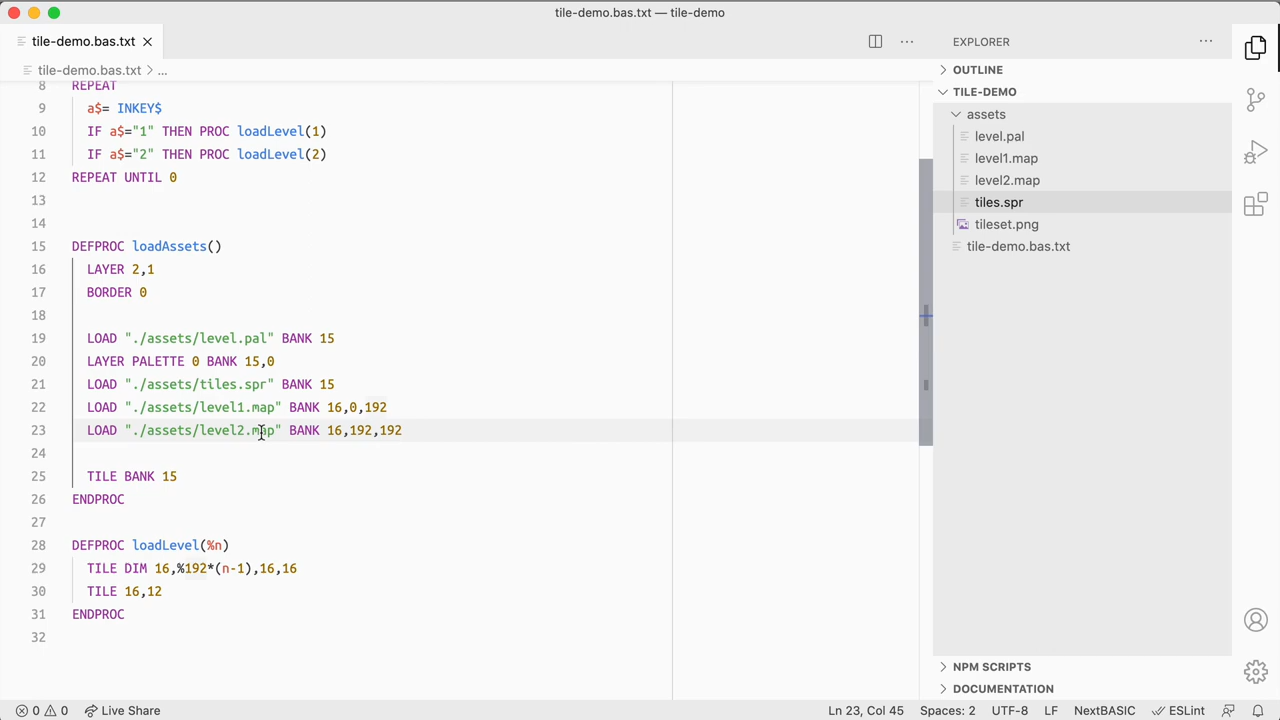 tile-demo.bas.txt — tile-demo
tile-demo.bas.txt
EXPLORER
tile-demo.bas.txt > ...
8 REPEAT
9 a$= INKEY$
10 IF a$="1" THEN PROC loadLevel(1)
11 IF a$="2" THEN PROC loadLevel(2)
12 REPEAT UNTIL 0
13
14
15 DEFPROC loadAssets()
16 LAYER 2,1
17 BORDER 0
18
19 LOAD "./assets/level.pal" BANK 15
20 LAYER PALETTE 0 BANK 15,0
21 LOAD "./assets/tiles.spr" BANK 15
22 LOAD "./assets/level1.map" BANK 16,0,192
23 LOAD "./assets/level2.map" BANK 16,192,192
24
25 TILE BANK 15
26 ENDPROC
27
28 DEFPROC loadLevel(%n)
29 TILE DIM 16,%192*(n-1),16,16
30 TILE 16,12
31 ENDPROC
32
OUTLINE
TILE-DEMO
assets
level.pal
level1.map
level2.map
tiles.spr
tileset.png
tile-demo.bas.txt
NPM SCRIPTS
DOCUMENTATION
0 0 Live Share Ln 23, Col 45 Spaces: 2 UTF-8 LF NextBASIC ESLint